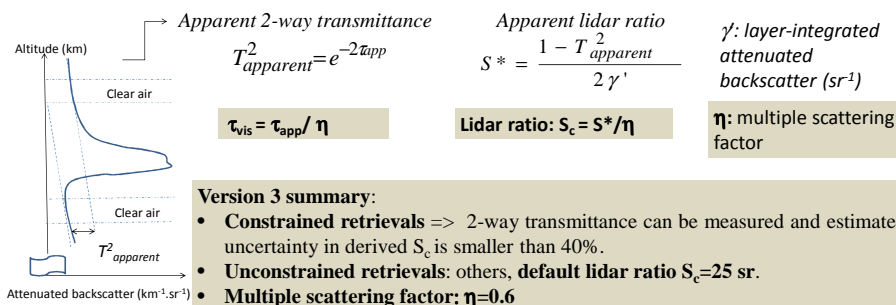 Apparent 2-way transmittance
Apparent lidar ratio
Altitude (km)
T²apparent = e^-2τapp
S* = (1 − T²apparent) / 2γ'
γ': layer-integrated
attenuated
backscatter (sr⁻¹)
Clear air
τvis = τapp/ η
Lidar ratio: Sc = S*/η
η: multiple scattering
factor
Clear air
T²apparent
Attenuated backscatter (km⁻¹.sr⁻¹)
Version 3 summary:
• Constrained retrievals => 2-way transmittance can be measured and estimate
uncertainty in derived Sc is smaller than 40%.
• Unconstrained retrievals: others, default lidar ratio Sc=25 sr.
• Multiple scattering factor: η=0.6